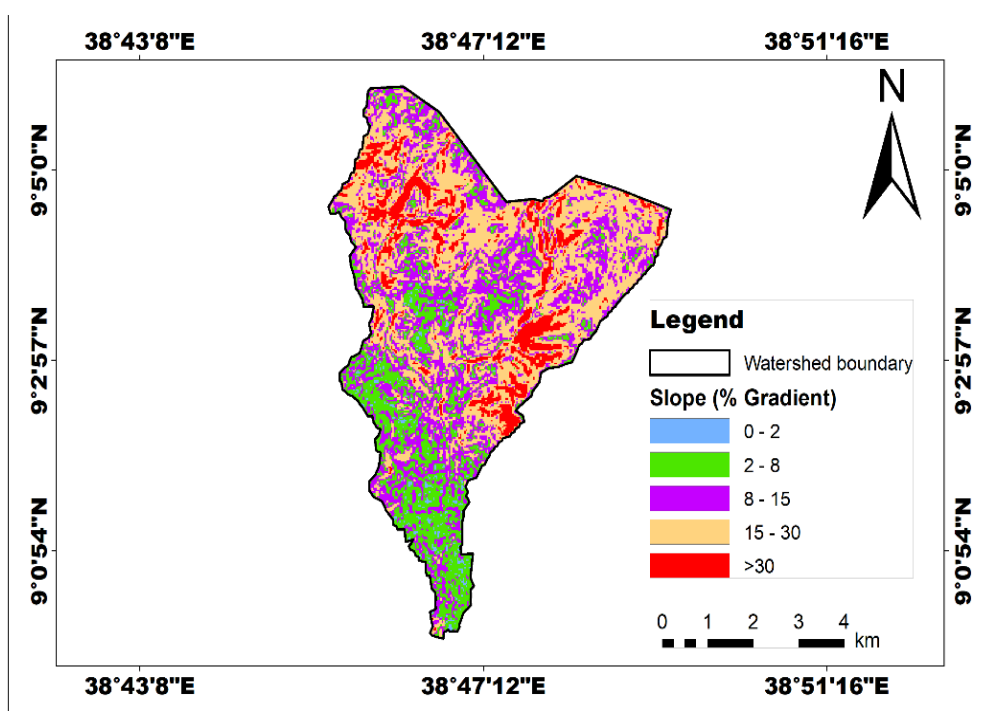 38°43'8"E 38°47'12"E 38°51'16"E
N
9°5'0"N
9°5'0"N
9°2'57"N
9°2'57"N
9°0'54"N
9°0'54"N
Legend
Watershed boundary
Slope (% Gradient)
0 - 2
2 - 8
8 - 15
15 - 30
>30
0 1 2 3 4
km
38°43'8"E 38°47'12"E 38°51'16"E